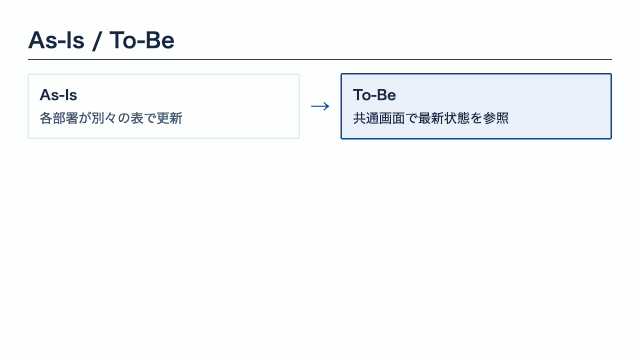 As-Is / To-Be
As-Is
各部署が別々の表で更新
→
To-Be
共通画面で最新状態を参照